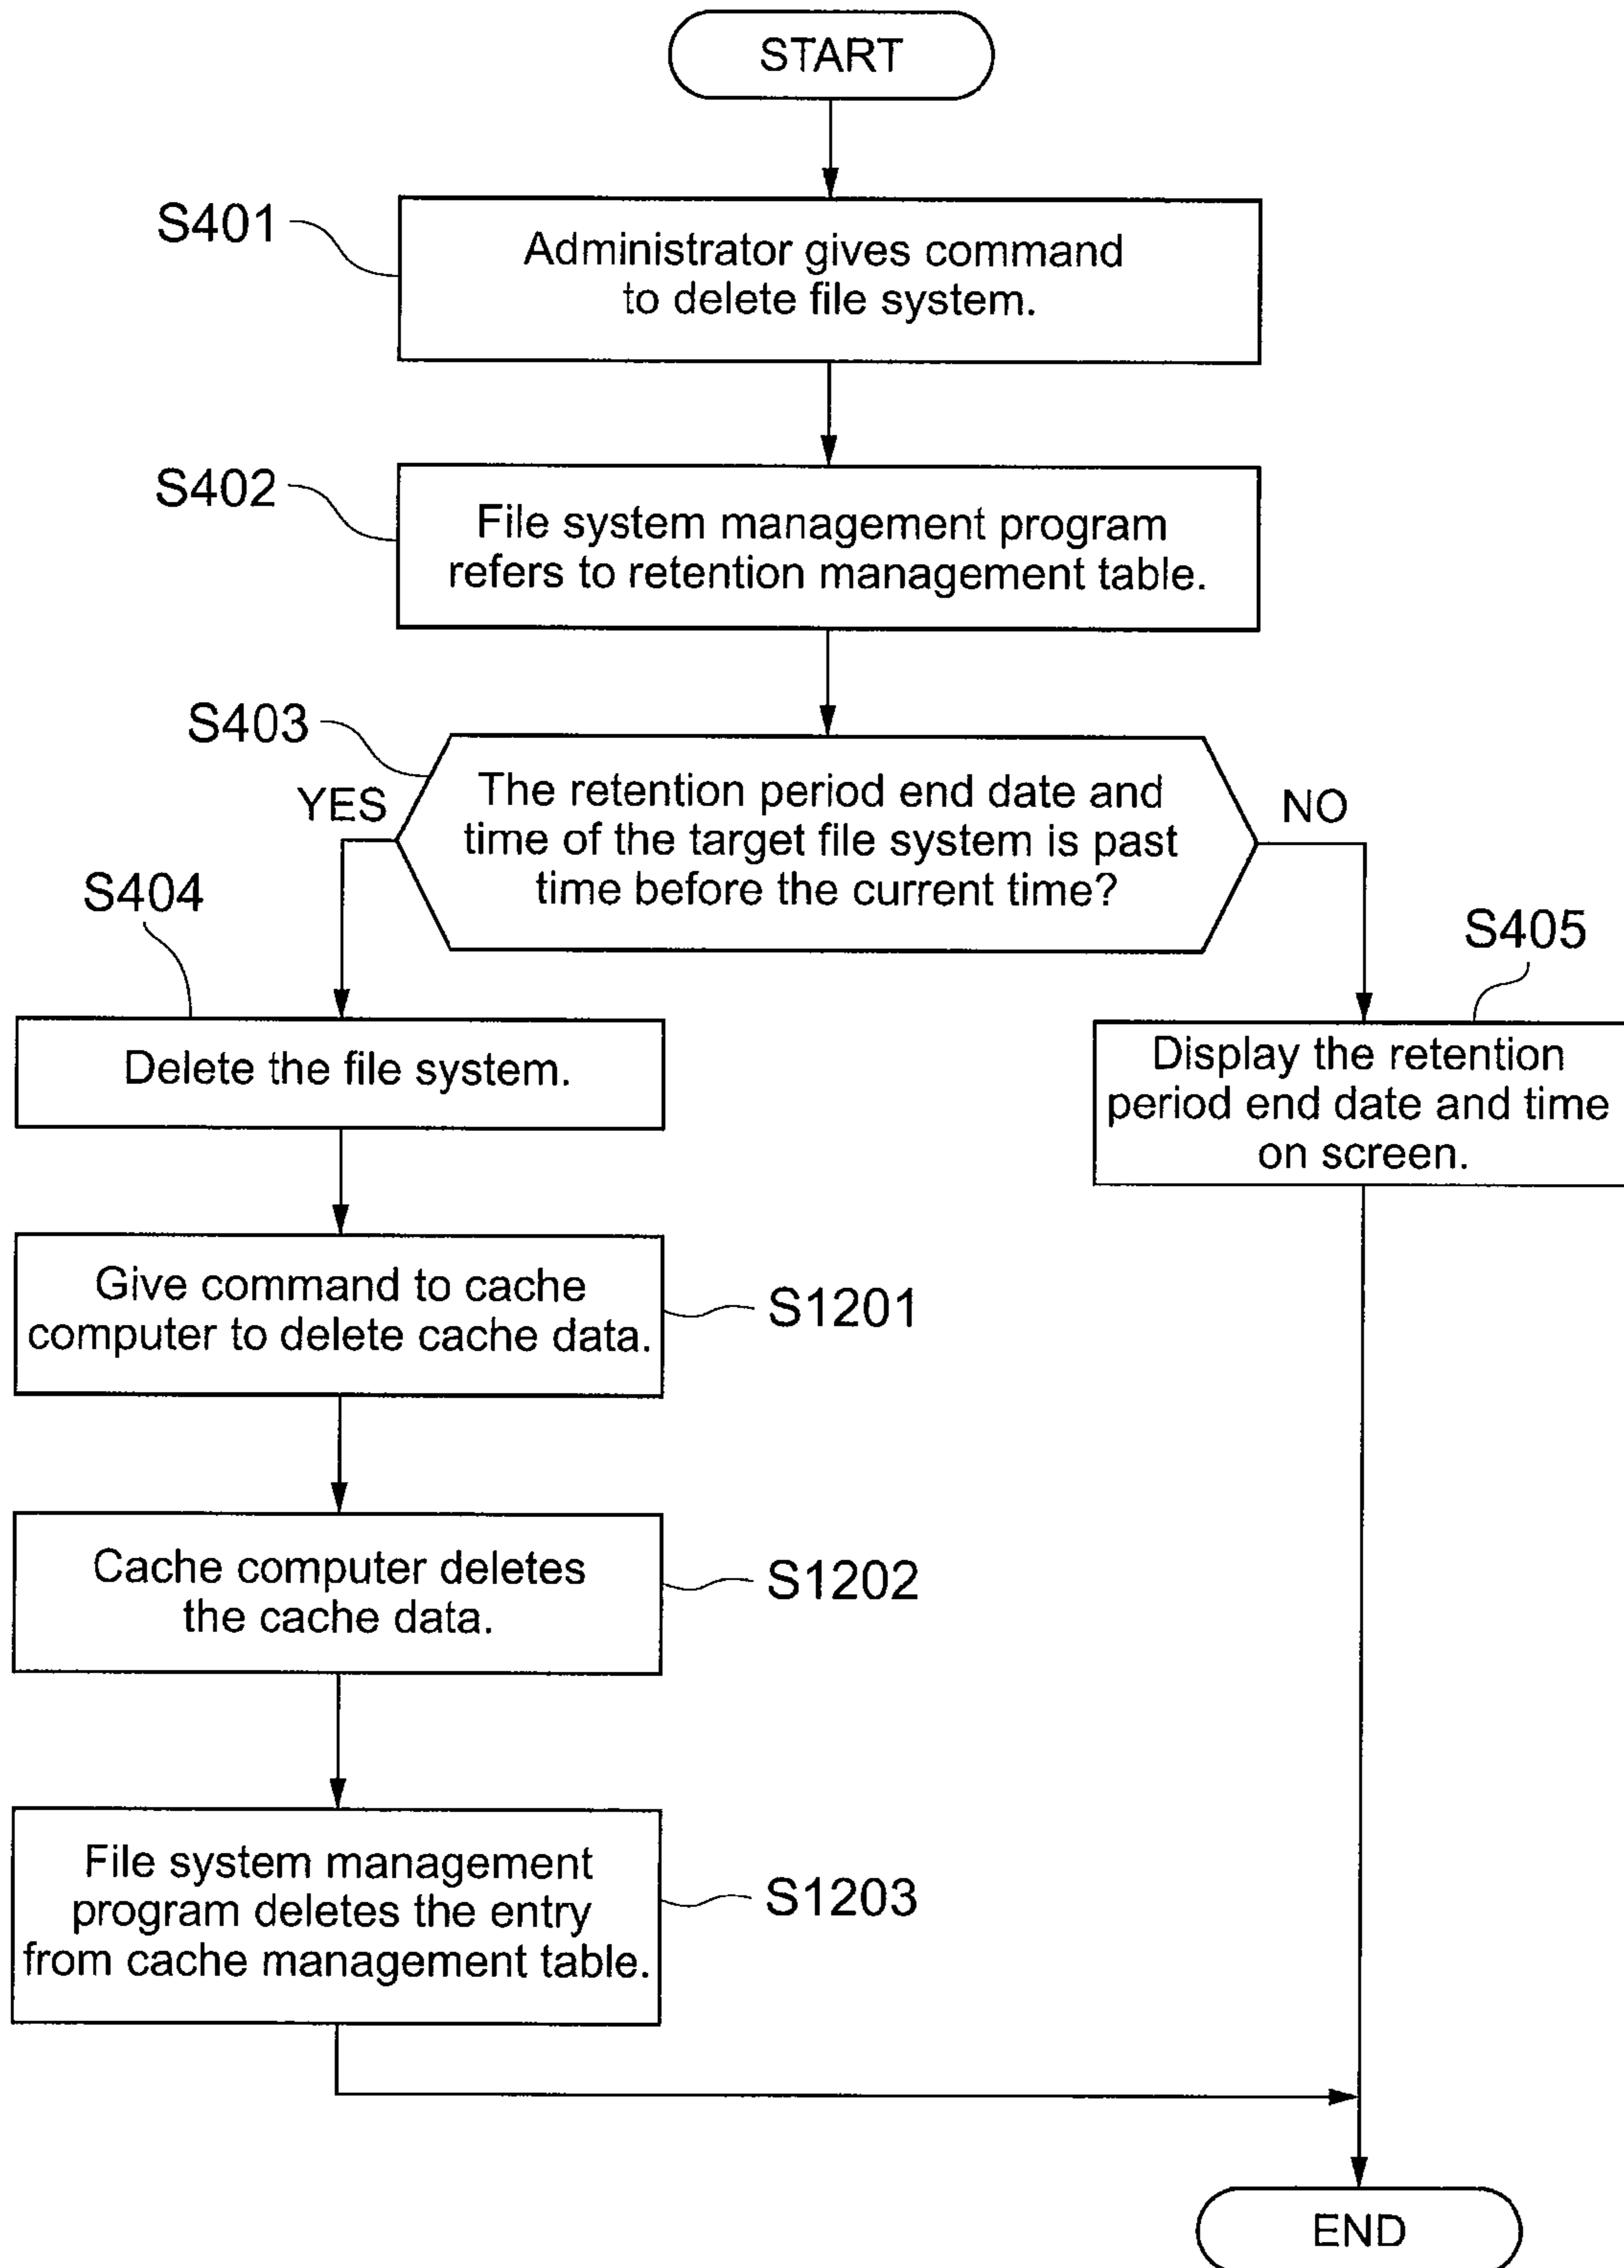 START
S401
Administrator gives command
to delete file system.
S402
File system management program
refers to retention management table.
S403
YES
The retention period end date and
time of the target file system is past
time before the current time?
NO
S404
Delete the file system.
S405
Display the retention
period end date and time
on screen.
Give command to cache
computer to delete cache data.
S1201
Cache computer deletes
the cache data.
S1202
File system management
program deletes the entry
from cache management table.
S1203
END